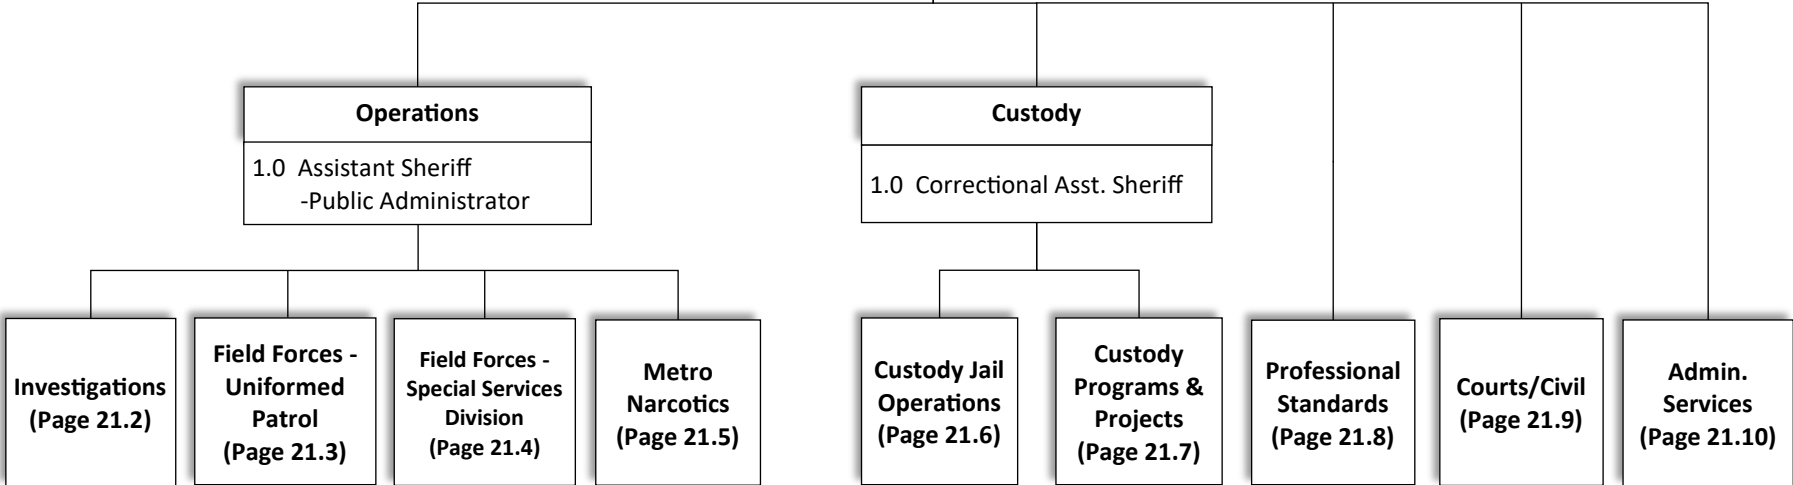 Operations
1.0 Assistant Sheriff
-Public Administrator
Custody
1.0 Correctional Asst. Sheriff
Investigations
(Page 21.2)
Field Forces -
Uniformed
Patrol
(Page 21.3)
Field Forces -
Special Services
Division
(Page 21.4)
Metro
Narcotics
(Page 21.5)
Custody Jail
Operations
(Page 21.6)
Custody
Programs &
Projects
(Page 21.7)
Professional
Standards
(Page 21.8)
Courts/Civil
(Page 21.9)
Admin.
Services
(Page 21.10)